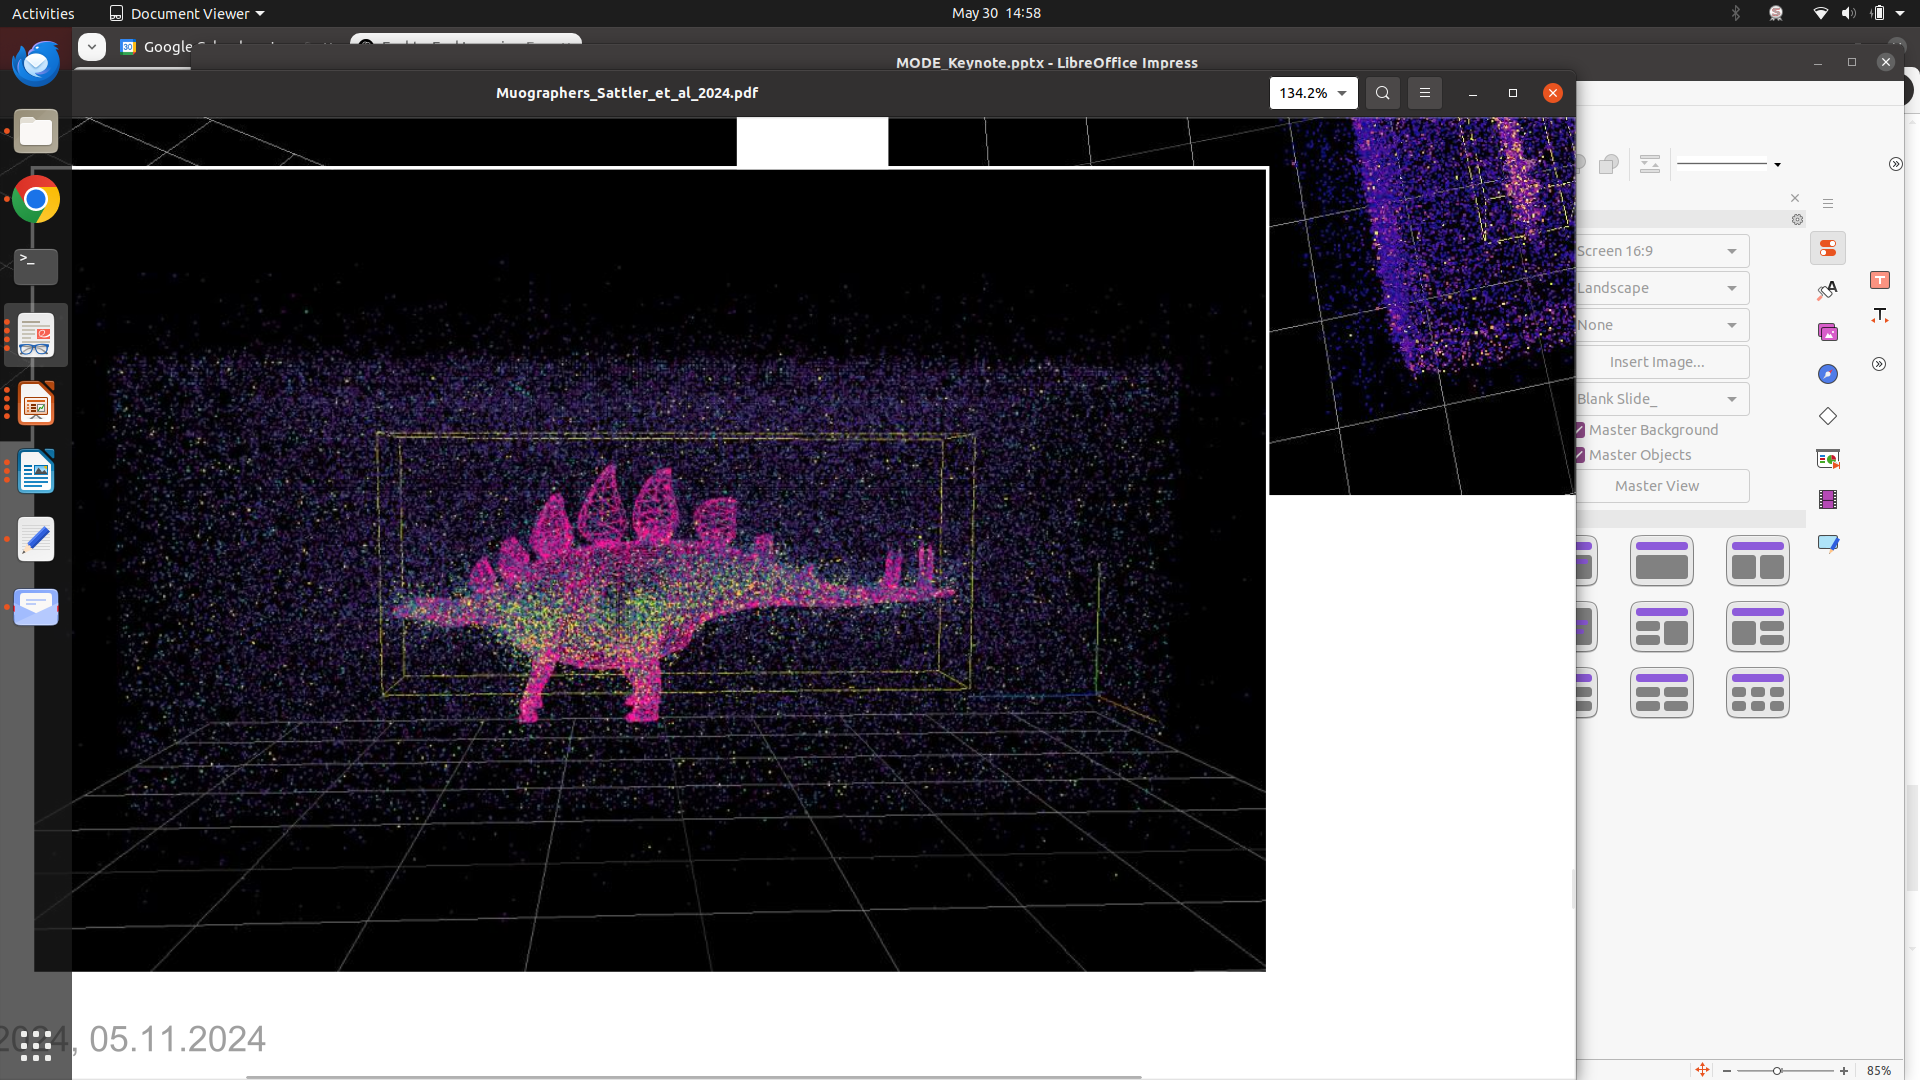 Activities
Document Viewer
May 30 14:58
Google
MODE_Keynote.pptx - LibreOffice Impress
Muographers_Sattler_et_al_2024.pdf
134.2%
Screen 16:9
Landscape
None
Insert Image...
Blank Slide_
Master Background
Master Objects
Master View
2024, 05.11.2024
85%